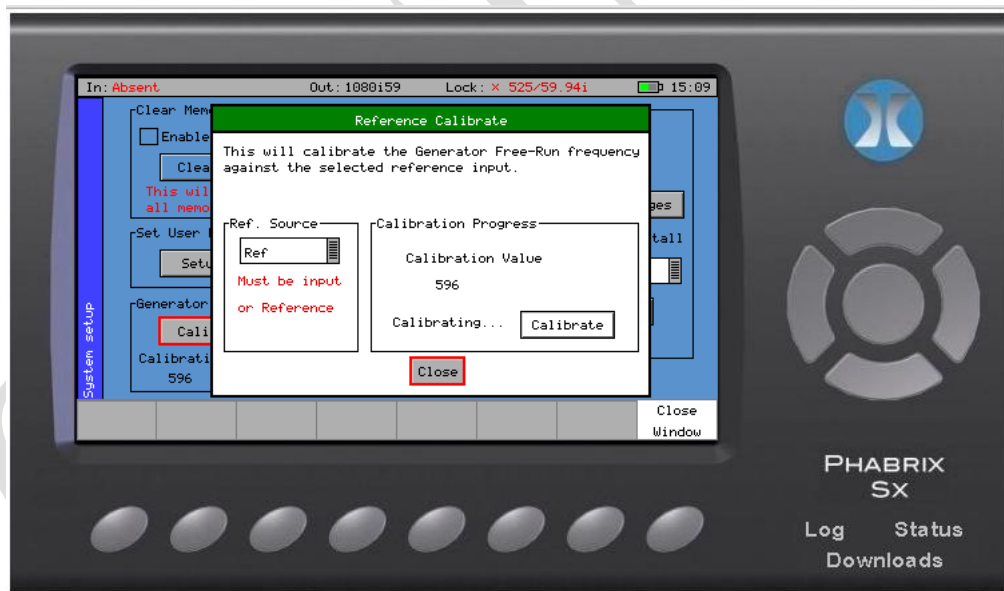 In: Absent Out: 1080i59 Lock: × 525/59.94i 15:09
Clear Mem
Enable
Clea
This wil
all memo
Set User
Setu
Generator
Cali
Calibrati
596
System setup
Reference Calibrate
This will calibrate the Generator Free-Run frequency
against the selected reference input.
Ref. Source
Ref
Must be input
or Reference
Calibration Progress
Calibration Value
596
Calibrating... Calibrate
Close
ges
tall
Close
Window
PHABRIX
SX
Log Status
Downloads